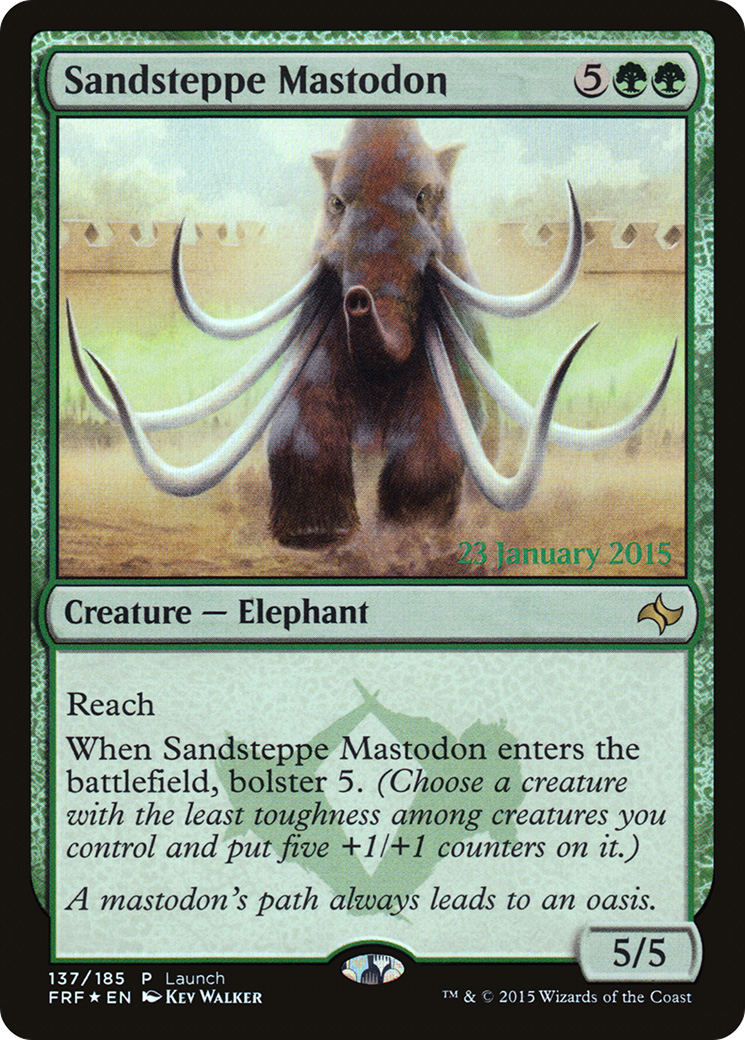 Sandsteppe Mastodon 5
23 January 2015
Creature — Elephant
Reach
When Sandsteppe Mastodon enters the
battlefield, bolster 5. (Choose a creature
with the least toughness among creatures you
control and put five +1/+1 counters on it.)
A mastodon's path always leads to an oasis.
5/5
137/185 P Launch
FRF★EN Kev Walker
™ & © 2015 Wizards of the Coast